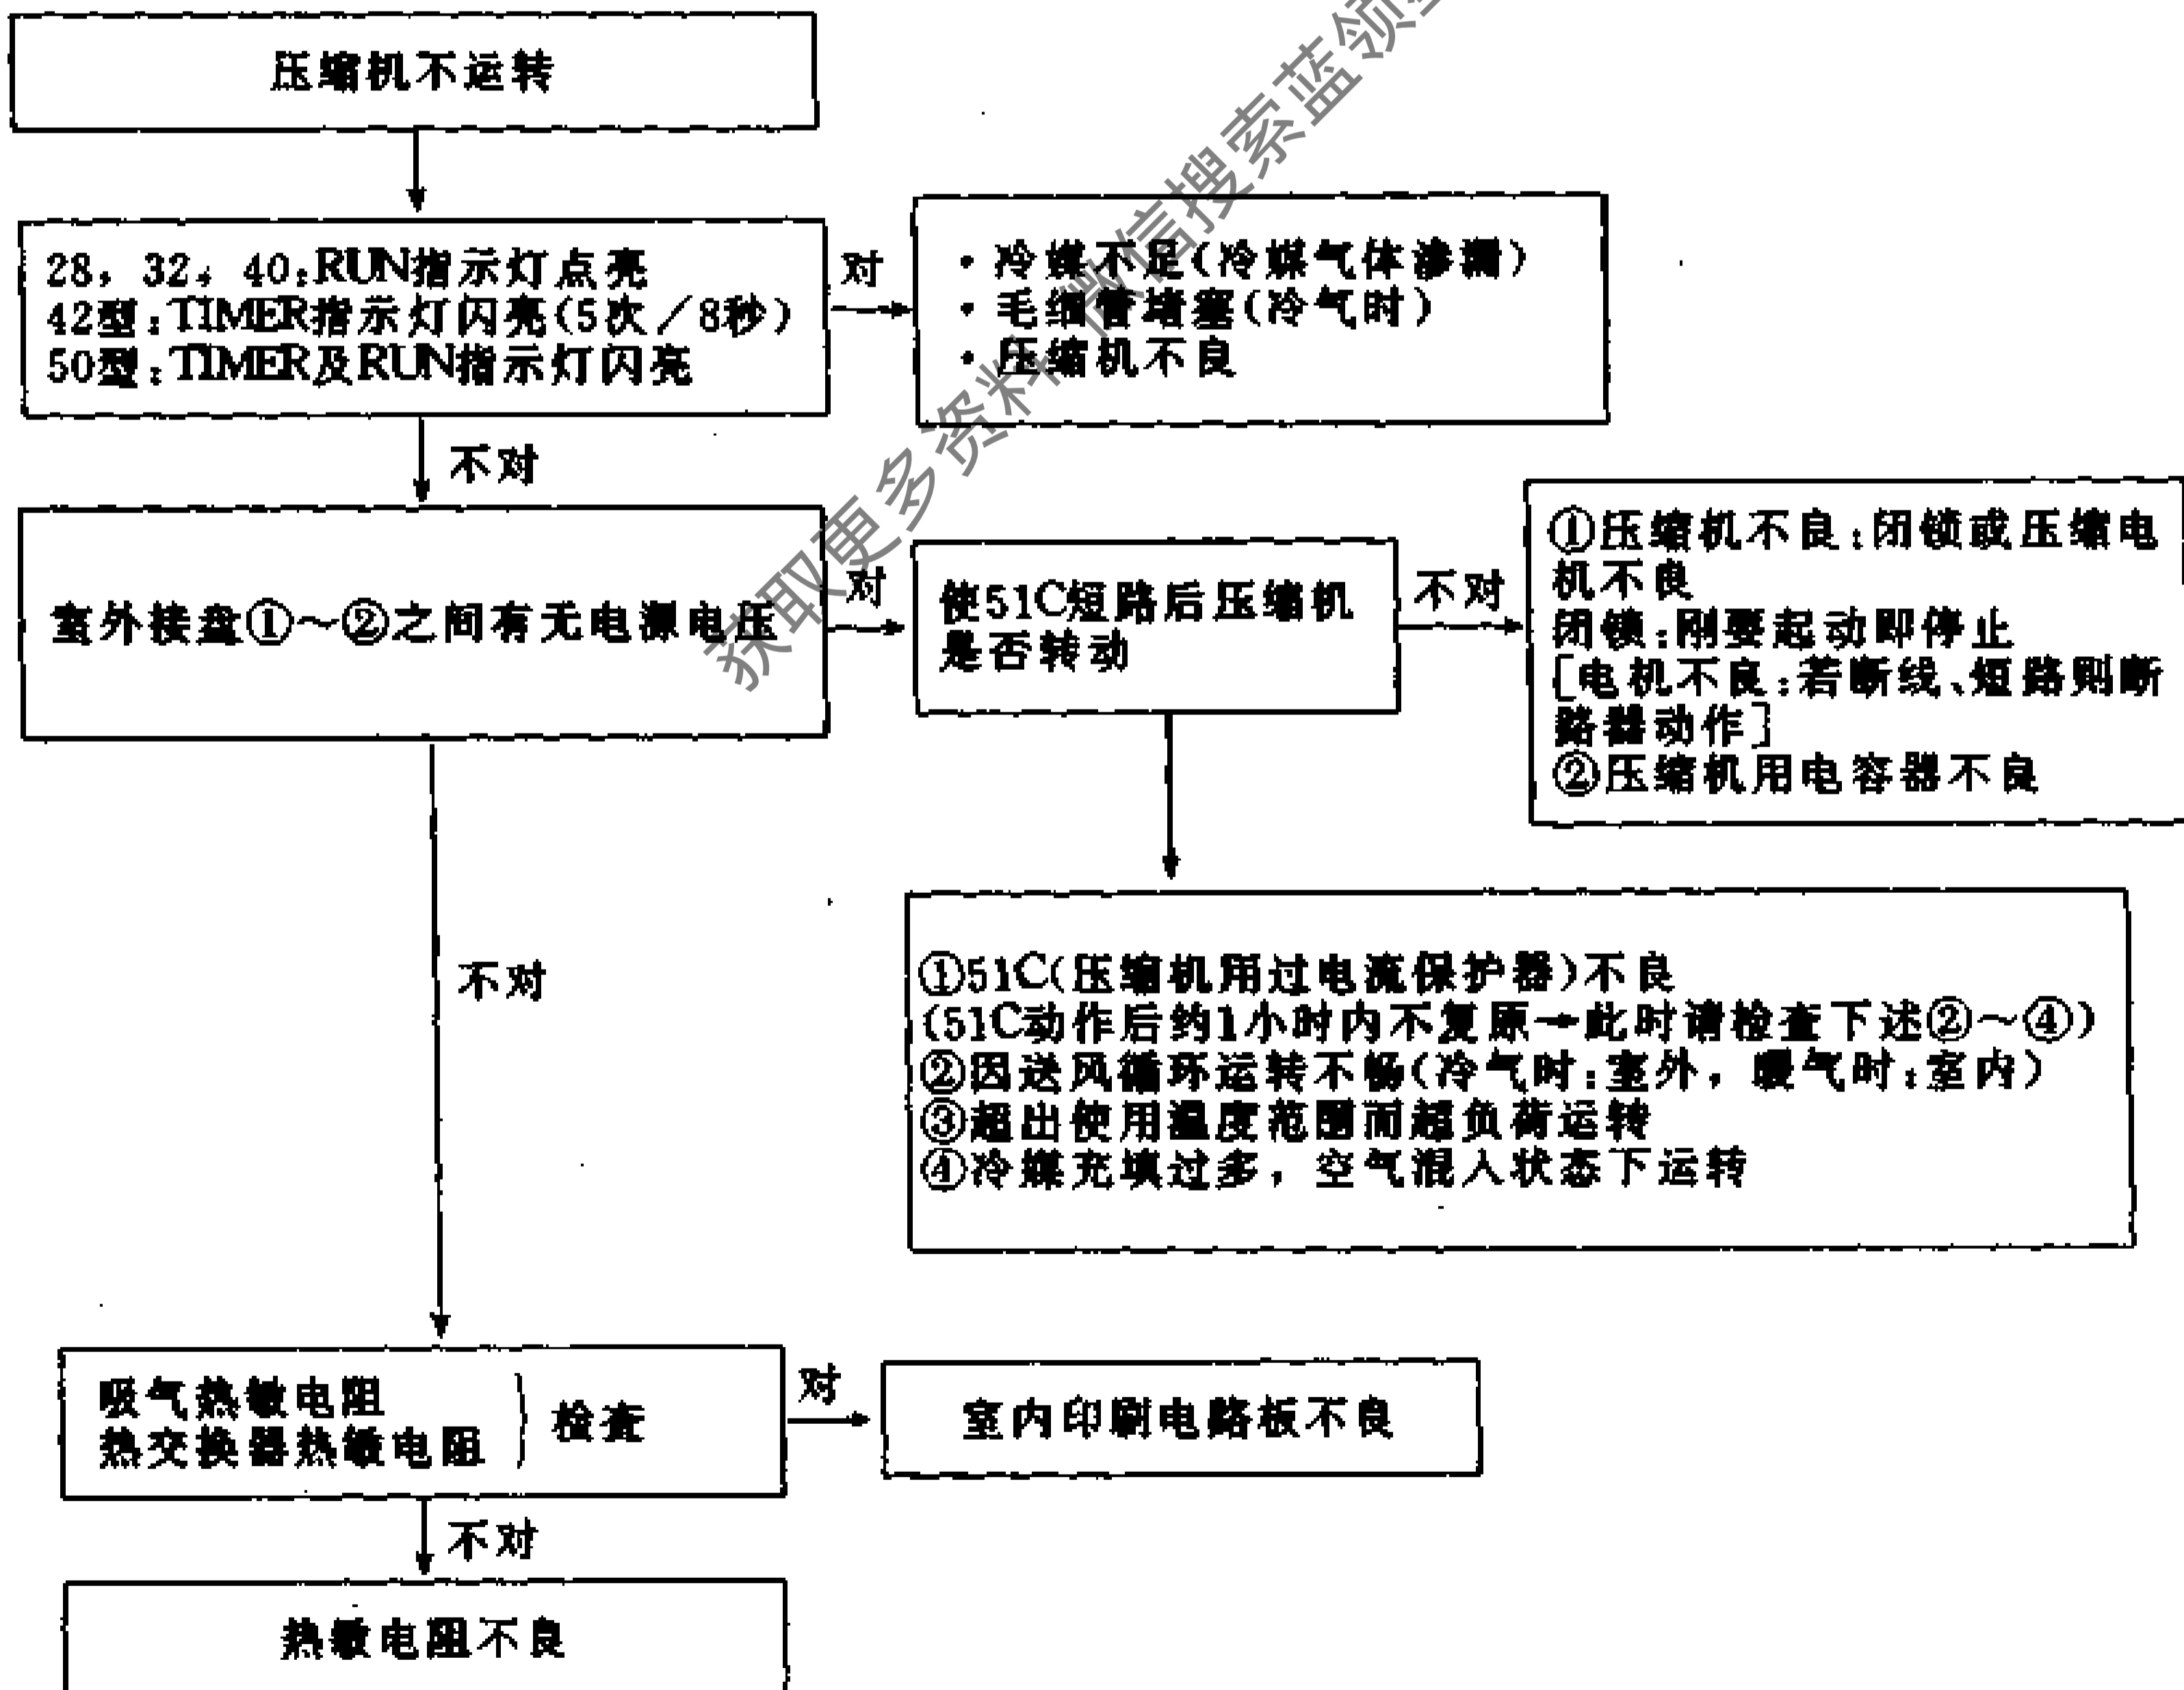 压缩机不运转
28，32，40：RUN指示灯点亮
42型：TIMER指示灯闪亮(5次／8秒)
50型：TIMER及RUN指示灯闪亮
对
·冷媒不足(冷媒气体渗漏)
·毛细管堵塞(冷气时)
·压缩机不良
不对
室外接盘①～②之间有无电源电压
对
使51C短路后压缩机
是否转动
不对
①压缩机不良：闭锁或压缩电
机不良
闭锁：刚要起动即停止
[电机不良：若断线、短路则断
路器动作]
②压缩机用电容器不良
①51C(压缩机用过电流保护器)不良
(51C动作后约1小时内不复原→此时请检查下述②～④)
②因送风循环运转不畅(冷气时：室外，暖气时：室内)
③超出使用温度范围而超负荷运转
④冷媒充填过多，空气混入状态下运转
不对
吸气热敏电阻
热交换器热敏电阻
检查
对
室内印刷电路板不良
不对
热敏电阻不良
获取更多资料 微信搜索蓝领